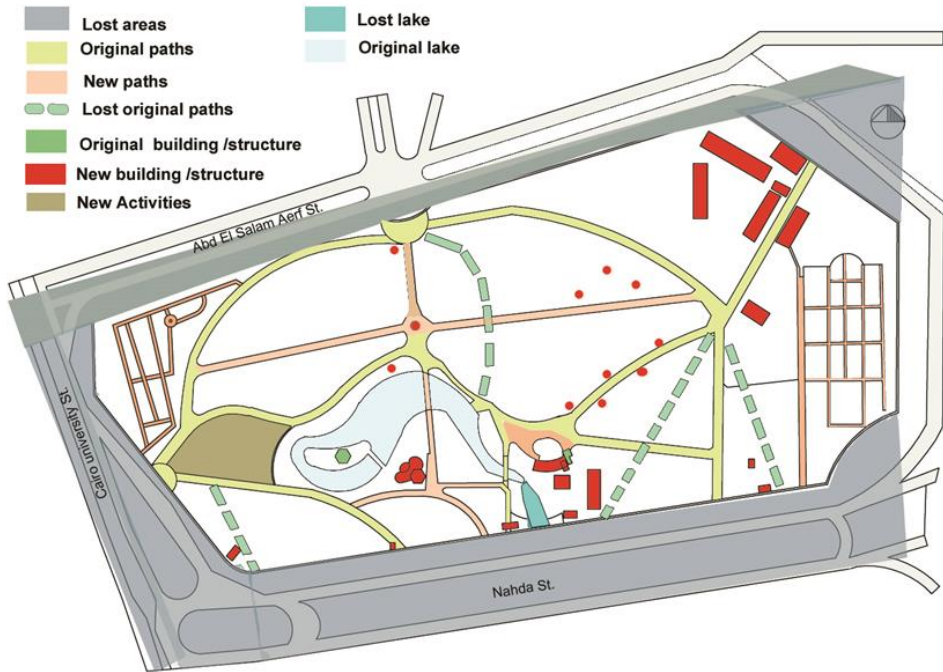 Lost areas
Original paths
New paths
Lost original paths
Original building /structure
New building /structure
New Activities
Lost lake
Original lake
Abd El Salam Aerf St.
Cairo university St.
Nahda St.